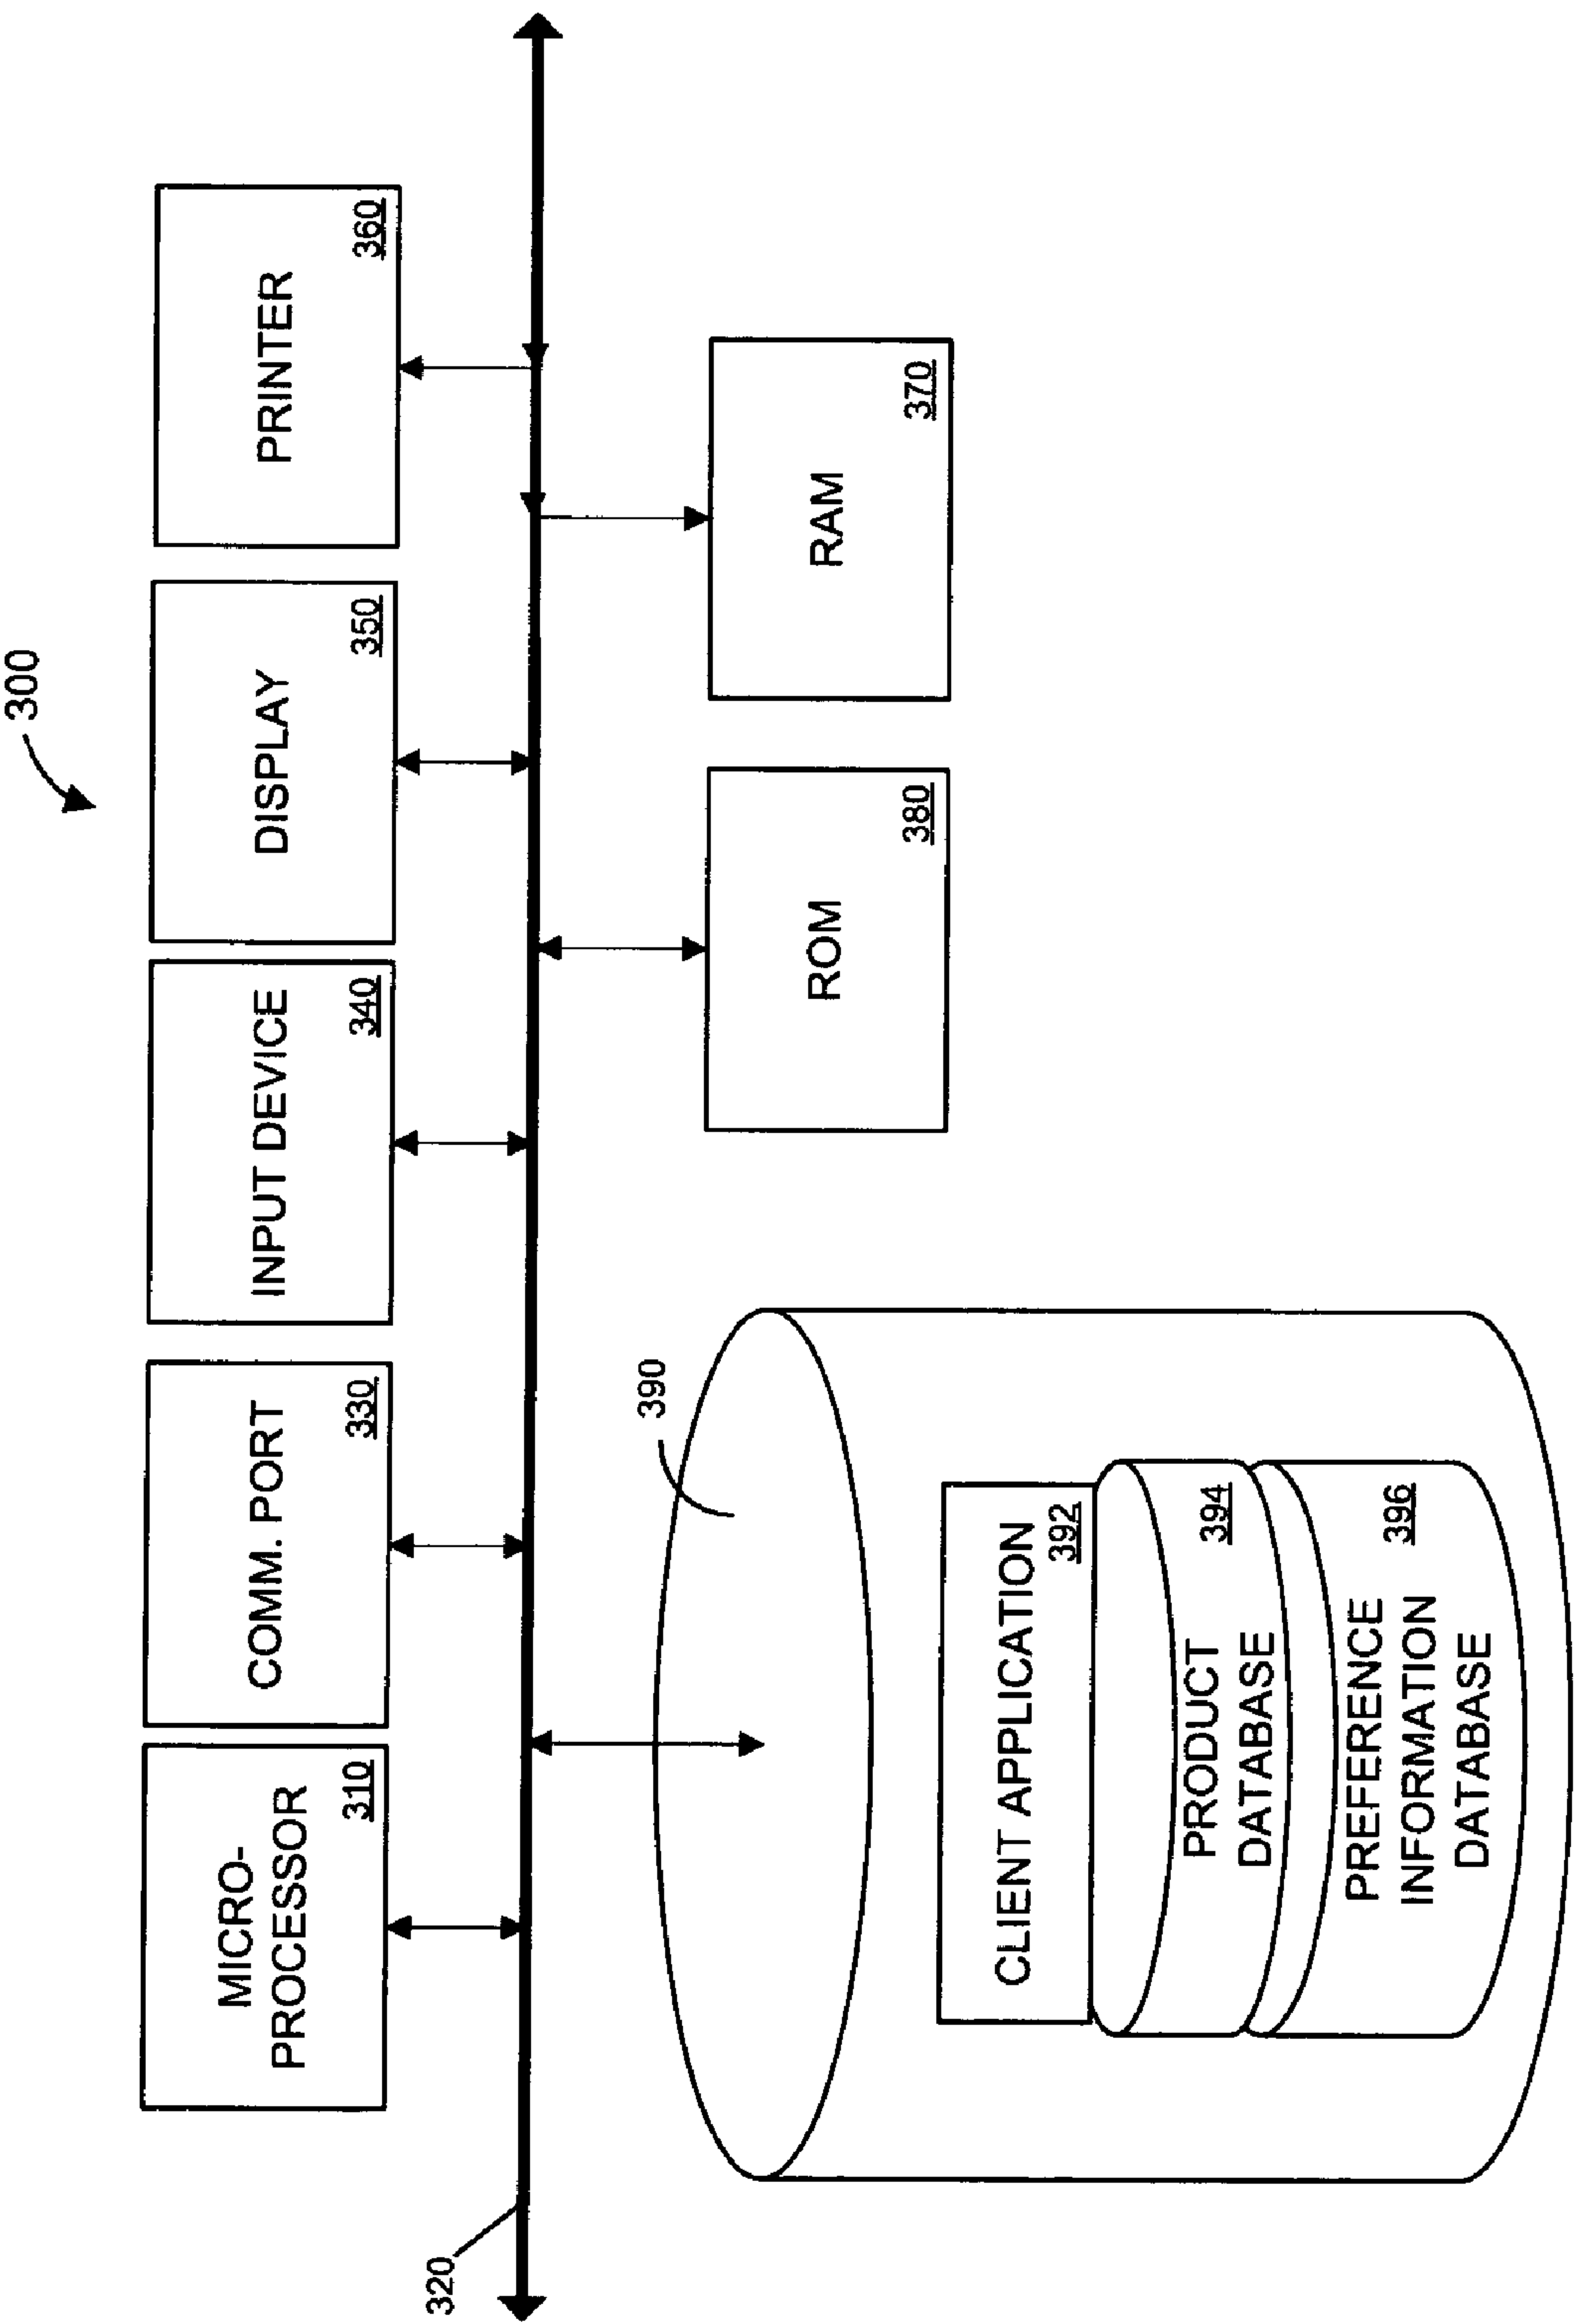 300
MICRO-
PROCESSOR
310
COMM. PORT
330
INPUT DEVICE
340
DISPLAY
350
PRINTER
360
320
390
ROM
380
RAM
370
CLIENT APPLICATION
392
PRODUCT
DATABASE
394
PREFERENCE
INFORMATION
DATABASE
396